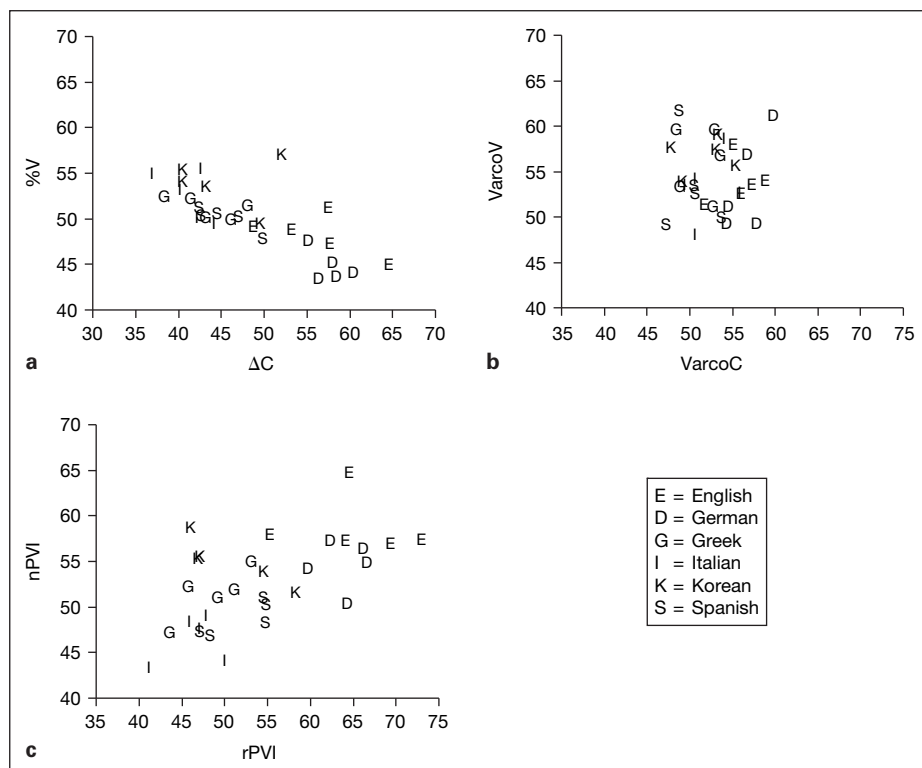 %V
70
65
60
55
50
45
40
30 35 40 45 50 55 60 65 70
ΔC
a
VarcoV
70
65
60
55
50
45
40
35 40 45 50 55 60 65 70 75
VarcoC
b
nPVI
70
65
60
55
50
45
40
35 40 45 50 55 60 65 70 75
rPVI
c
E = English
D = German
G = Greek
I = Italian
K = Korean
S = Spanish